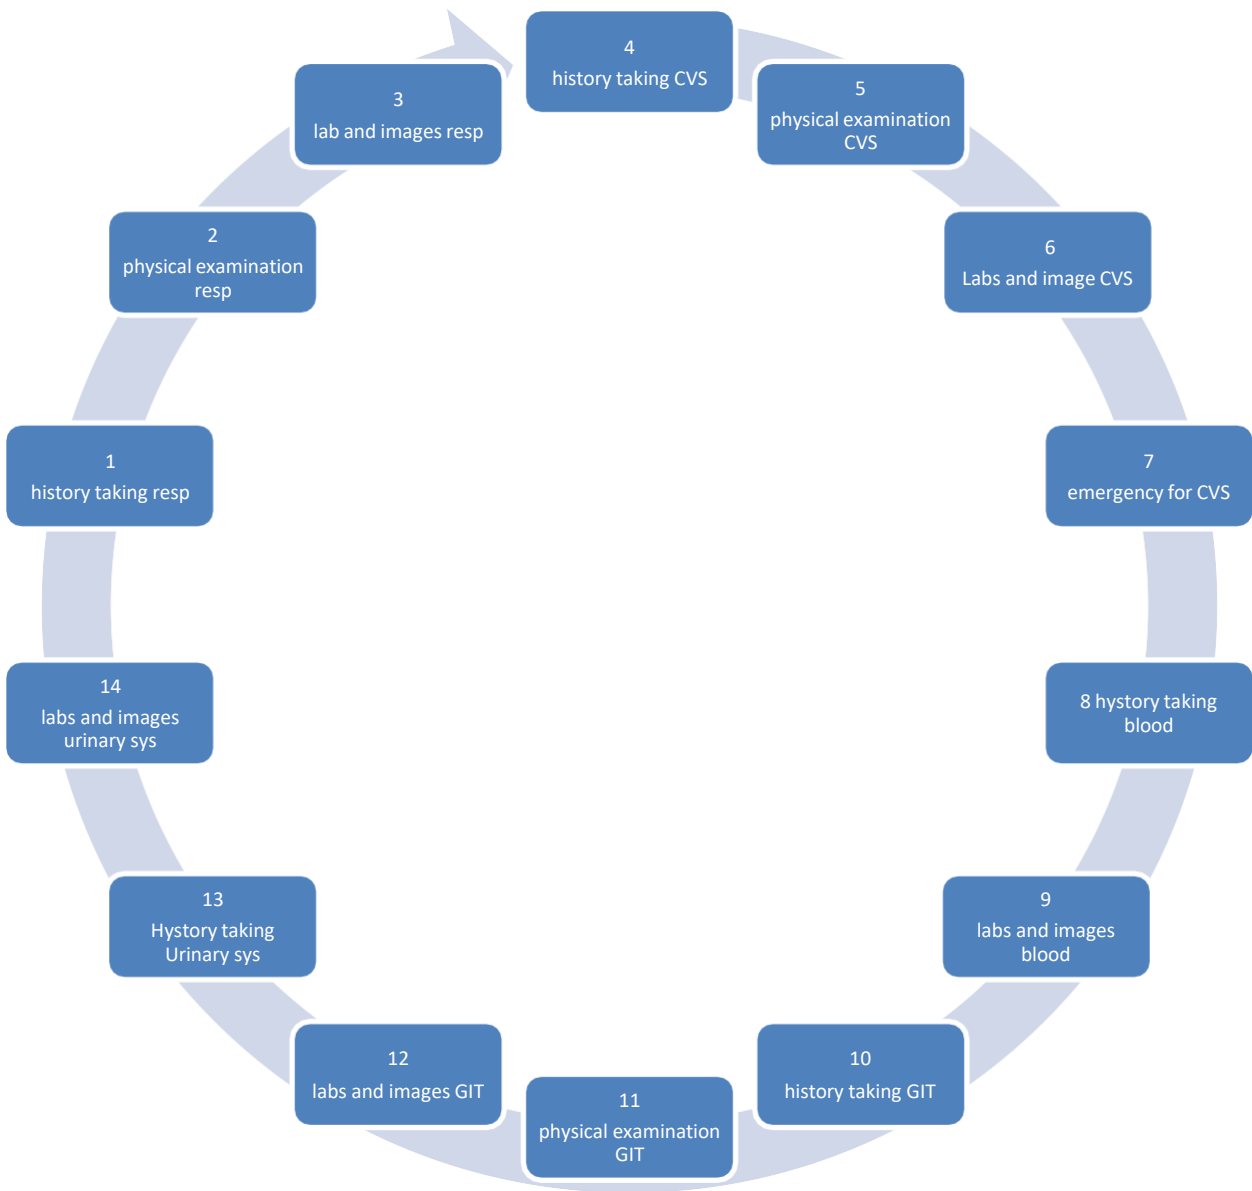 1
history taking resp
2
physical examination
resp
3
lab and images resp
4
history taking CVS
5
physical examination
CVS
6
Labs and image CVS
7
emergency for CVS
8 hystory taking
blood
9
labs and images
blood
10
history taking GIT
11
physical examination
GIT
12
labs and images GIT
13
Hystory taking
Urinary sys
14
labs and images
urinary sys